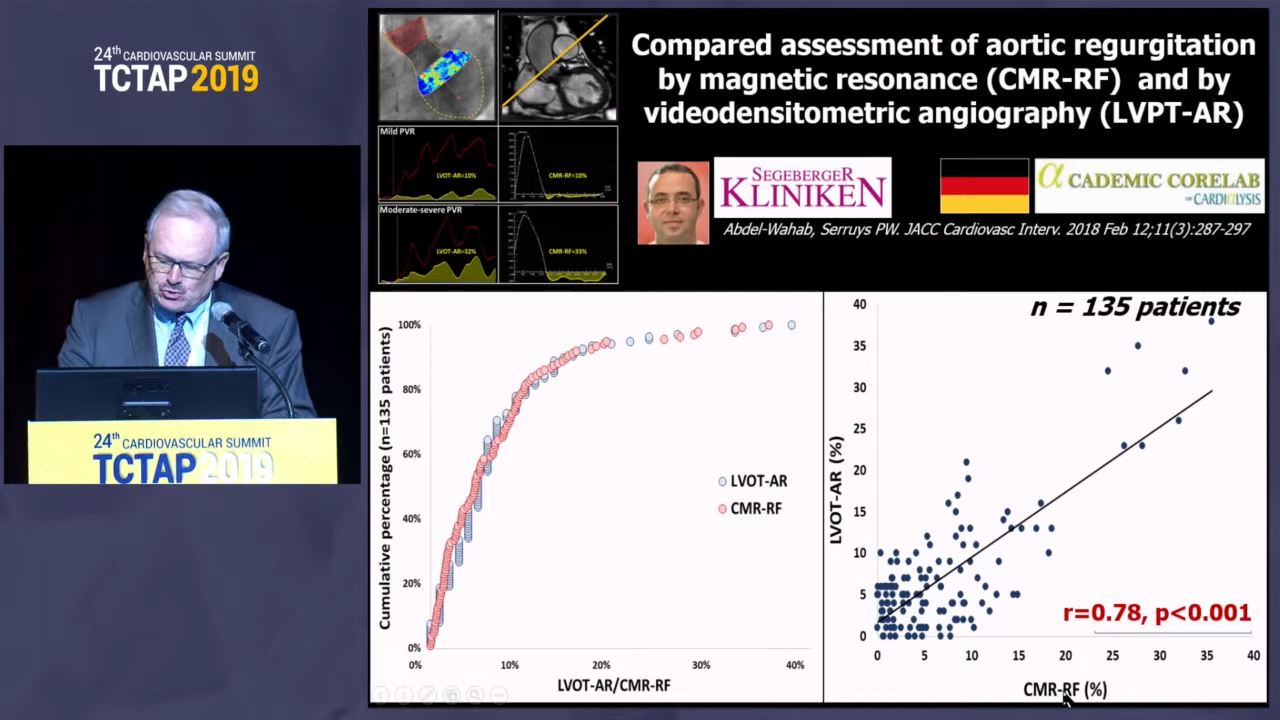 24th CARDIOVASCULAR SUMMIT
TCTAP 2019
24th CARDIOVASCULAR SUMMIT
TCTAP 2019
Compared assessment of aortic regurgitation
by magnetic resonance (CMR-RF) and by
videodensitometric angiography (LVPT-AR)
Mild PVR
LVOT-AR=10%
CMR-RF=10%
Moderate-severe PVR
LVOT-AR=32%
CMR-RF=33%
SEGEBERGER
KLINIKEN
α CADEMIC CORELAB
OF CARDIALYSIS
Abdel-Wahab, Serruys PW. JACC Cardiovasc Interv. 2018 Feb 12;11(3):287-297
Cumulative percentage (n=135 patients)
100%
80%
60%
40%
20%
0%
0% 10% 20% 30% 40%
LVOT-AR/CMR-RF
LVOT-AR
CMR-RF
n = 135 patients
LVOT-AR (%)
40
35
30
25
20
15
10
5
0
r=0.78, p<0.001
0 5 10 15 20 25 30 35 40
CMR-RF (%)